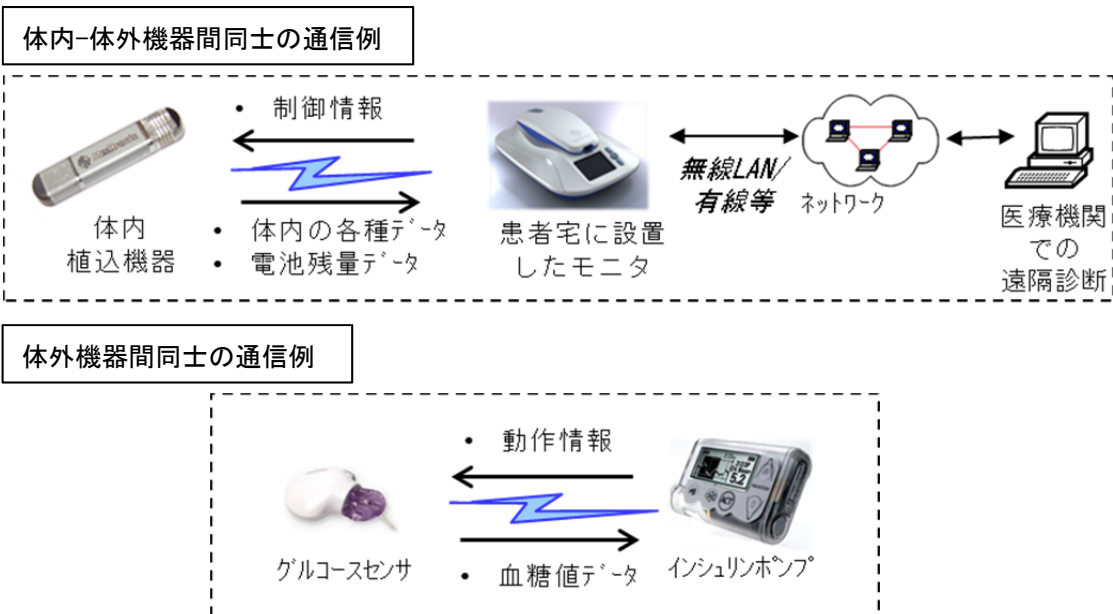 体内-体外機器間同士の通信例
• 制御情報
無線LAN/
有線等
ネットワーク
体内
植込機器
• 体内の各種ﾃﾞｰﾀ
• 電池残量ﾃﾞｰﾀ
患者宅に設置
したモニタ
医療機関
での
遠隔診断
体外機器間同士の通信例
• 動作情報
5.2
ACT
グルコースセンサ
• 血糖値ﾃﾞｰﾀ
インシュリンポンプ